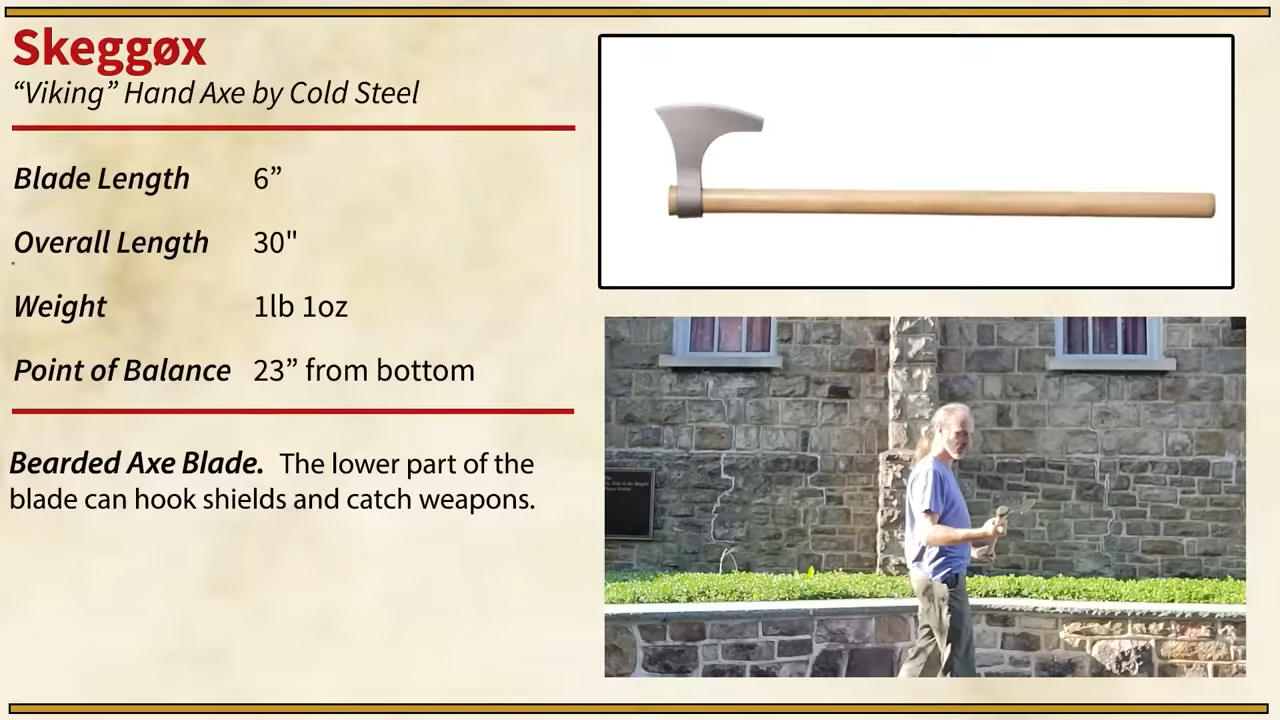 Skeggøx
“Viking” Hand Axe by Cold Steel
Blade Length 6”
Overall Length 30"
Weight 1lb 1oz
Point of Balance 23” from bottom
Bearded Axe Blade. The lower part of the
blade can hook shields and catch weapons.